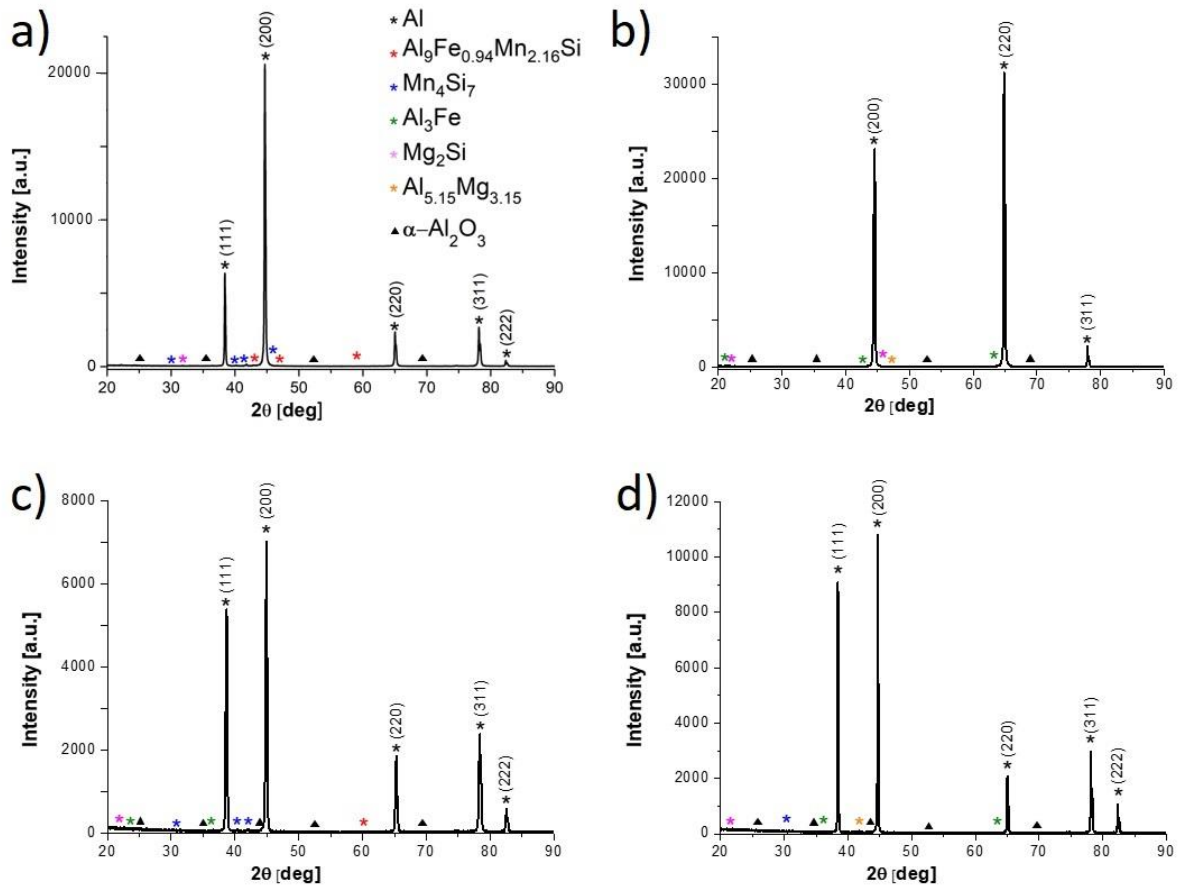 a)
Intensity [a.u.]
20000
10000
0
20 30 40 50 60 70 80 90
2θ [deg]
*(111)
*(200)
*(220)
*(311)
*(222)
* Al
* Al₉Fe₀.₉₄Mn₂.₁₆Si
* Mn₄Si₇
* Al₃Fe
* Mg₂Si
* Al₅.₁₅Mg₃.₁₅
▲ α–Al₂O₃
b)
Intensity [a.u.]
30000
20000
10000
0
20 30 40 50 60 70 80 90
2θ [deg]
*(200)
*(220)
*(311)
c)
Intensity [a.u.]
8000
6000
4000
2000
0
20 30 40 50 60 70 80 90
2θ [deg]
*(111)
*(200)
*(220)
*(311)
*(222)
d)
Intensity [a.u.]
12000
10000
8000
6000
4000
2000
0
20 30 40 50 60 70 80 90
2θ [deg]
*(111)
*(200)
*(220)
*(311)
*(222)